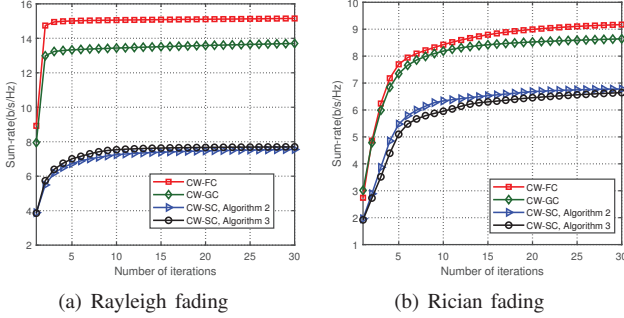 16
14
12
10
8
6
4
2
Sum-rate(b/s/Hz)
5
10
15
20
25
30
Number of iterations
CW-FC
CW-GC
CW-SC, Algorithm 2
CW-SC, Algorithm 3
(a) Rayleigh fading
10
9
8
7
6
5
4
3
2
1
Sum-rate(b/s/Hz)
5
10
15
20
25
30
Number of iterations
CW-FC
CW-GC
CW-SC, Algorithm 2
CW-SC, Algorithm 3
(b) Rician fading